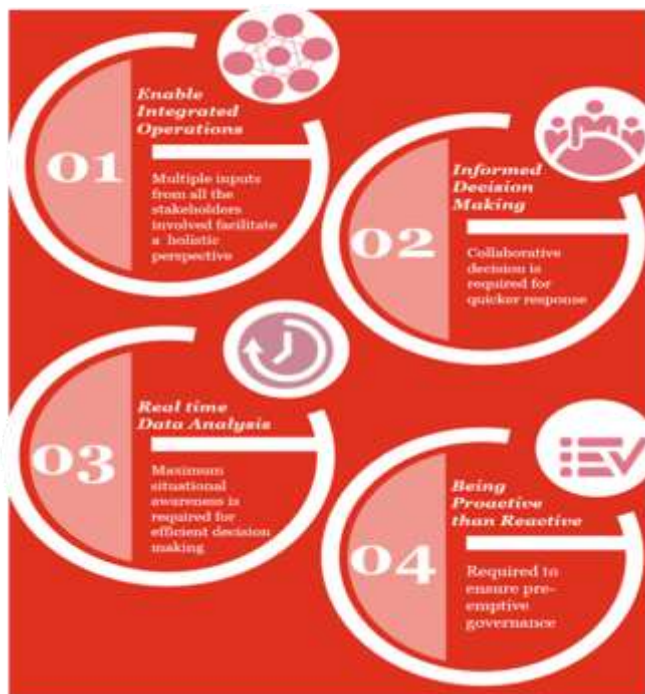 01
Enable
Integrated
Operations
Multiple inputs
from all the
stakeholders
involved facilitate
a holistic
perspective
02
Informed
Decision
Making
Collaborative
decision is
required for
quicker response
03
Real time
Data Analysis
Maximum
situational
awareness is
required for
efficient decision
making
04
Being
Proactive
than Reactive
Required to
ensure pre-
emptive
governance